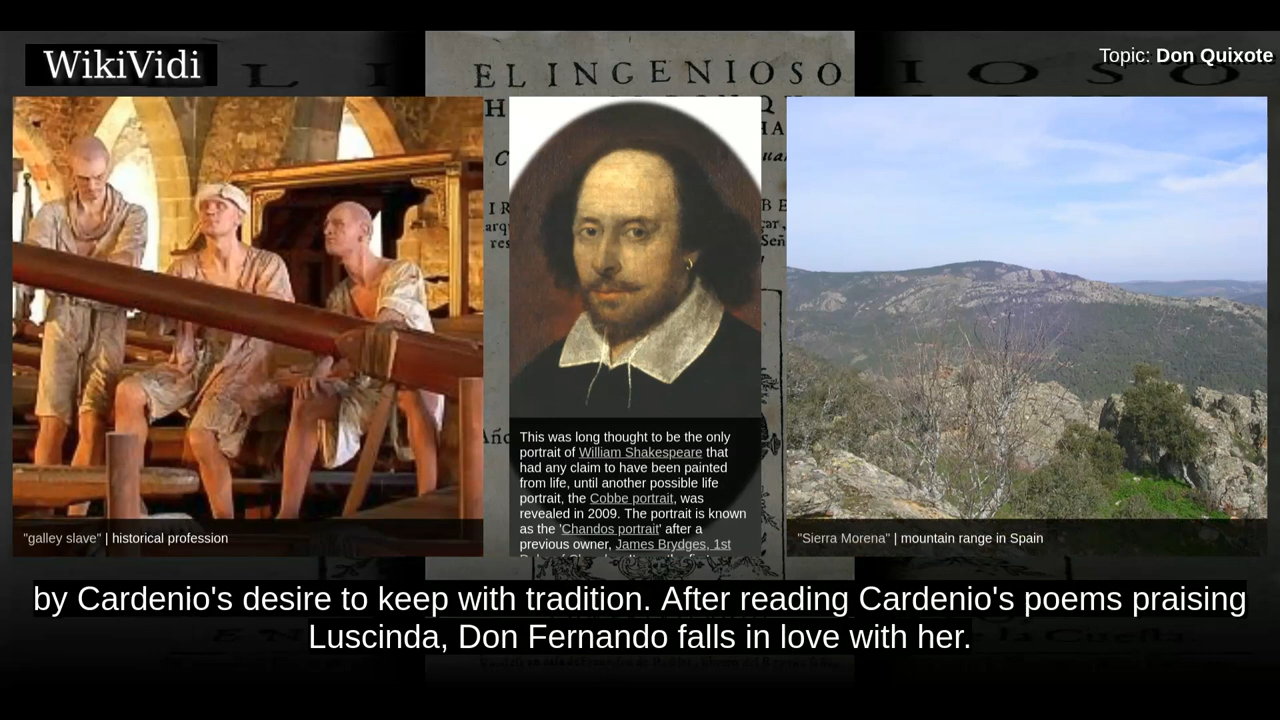 WikiVidi
Topic: Don Quixote
EL INGENIOSO
This was long thought to be the only
portrait of William Shakespeare that
had any claim to have been painted
from life, until another possible life
portrait, the Cobbe portrait, was
revealed in 2009. The portrait is known
as the 'Chandos portrait' after a
previous owner, James Brydges, 1st
"galley slave" | historical profession
"Sierra Morena" | mountain range in Spain
by Cardenio's desire to keep with tradition. After reading Cardenio's poems praising
Luscinda, Don Fernando falls in love with her.